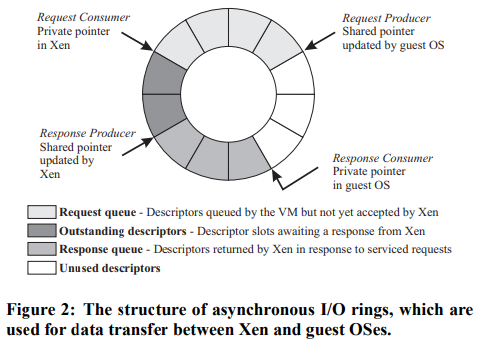 Request Consumer
Private pointer
in Xen
Request Producer
Shared pointer
updated by guest OS
Response Producer
Shared pointer
updated by
Xen
Response Consumer
Private pointer
in guest OS
Request queue - Descriptors queued by the VM but not yet accepted by Xen
Outstanding descriptors - Descriptor slots awaiting a response from Xen
Response queue - Descriptors returned by Xen in response to serviced requests
Unused descriptors
Figure 2: The structure of asynchronous I/O rings, which are
used for data transfer between Xen and guest OSes.